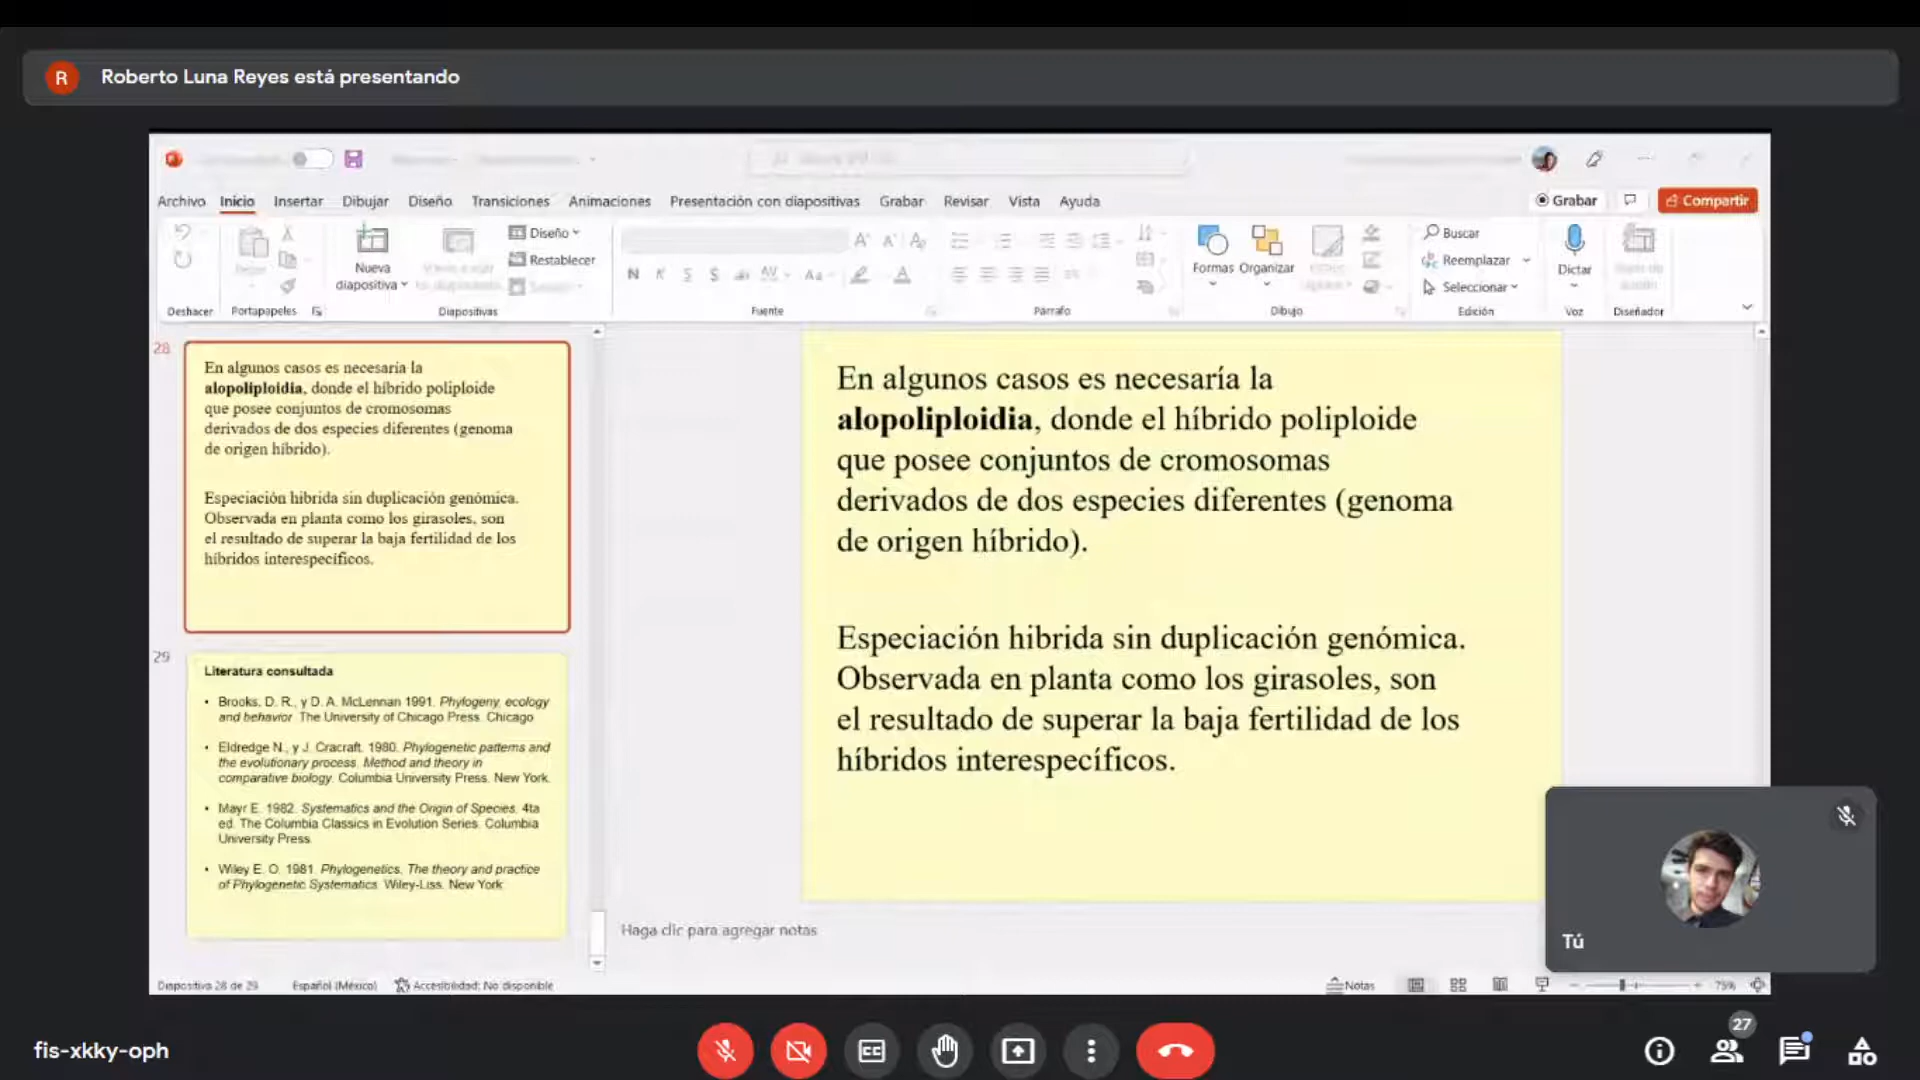 R
Roberto Luna Reyes está presentando
Archivo Inicio Insertar Dibujar Diseño Transiciones Animaciones Presentación con diapositivas Grabar Revisar Vista Ayuda
Grabar
Compartir
Nueva
diapositiva
Diseño
Restablecer
Formas
Organizar
Buscar
Reemplazar
Seleccionar
Dictar
Deshacer
Portapapeles
Diapositivas
Fuente
Párrafo
Dibujo
Edición
Voz
Diseñador
28
En algunos casos es necesaría la
alopoliploidia, donde el híbrido poliploide
que posee conjuntos de cromosomas
derivados de dos especies diferentes (genoma
de origen híbrido).
Especiación hibrida sin duplicación genómica.
Observada en planta como los girasoles, son
el resultado de superar la baja fertilidad de los
híbridos interespecíficos.
29
Literatura consultada
• Brooks, D. R., y D. A. McLennan 1991. Phylogeny, ecology
and behavior. The University of Chicago Press. Chicago
• Eldredge N., y J. Cracraft. 1980. Phylogenetic patterns and
the evolutionary process. Method and theory in
comparative biology. Columbia University Press. New York.
• Mayr E. 1982. Systematics and the Origin of Species. 4ta
ed. The Columbia Classics in Evolution Series. Columbia
University Press.
• Wiley E. O. 1981. Phylogenetics. The theory and practice
of Phylogenetic Systematics. Wiley-Liss. New York
En algunos casos es necesaría la
alopoliploidia, donde el híbrido poliploide
que posee conjuntos de cromosomas
derivados de dos especies diferentes (genoma
de origen híbrido).
Especiación hibrida sin duplicación genómica.
Observada en planta como los girasoles, son
el resultado de superar la baja fertilidad de los
híbridos interespecíficos.
Haga clic para agregar notas
Tú
Diapositiva 28 de 29
Español (México)
Accesibilidad: No disponible
Notas
75%
fis-xkky-oph
27